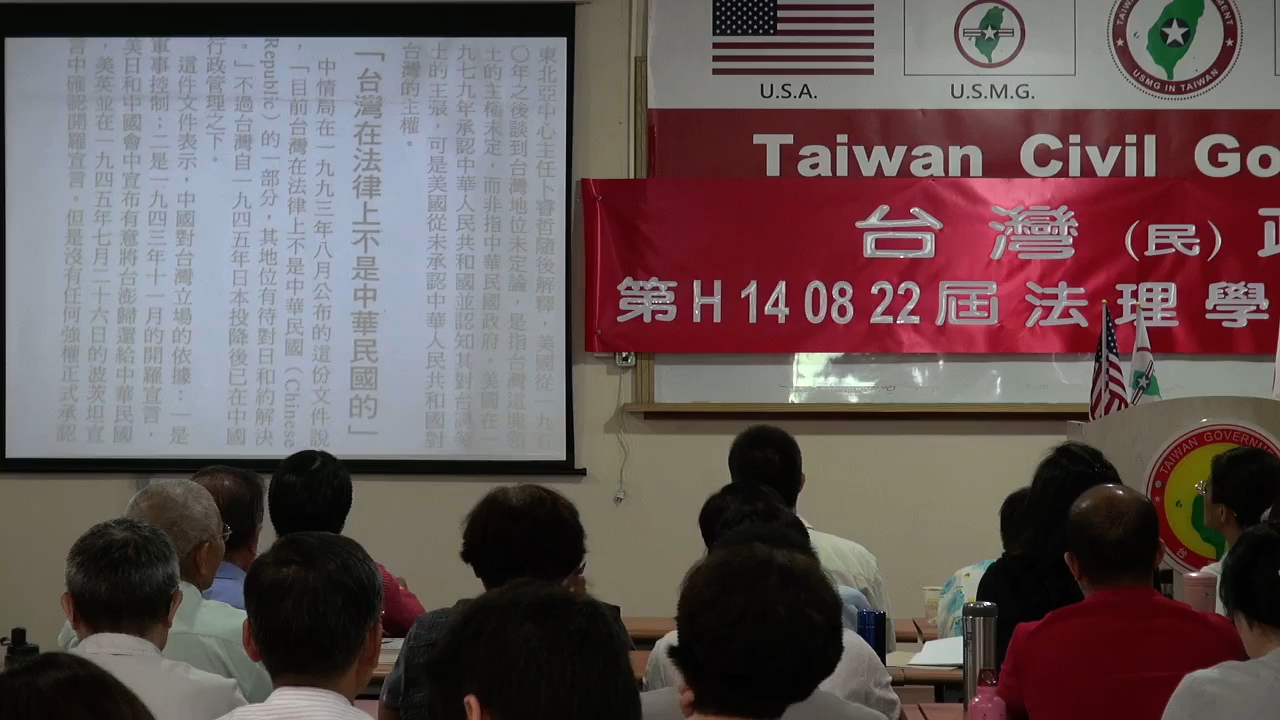 東北亞中心主任卜睿哲隨後解釋，美國從一九五
〇年之後談到台灣地位未定論，是指台灣這塊領
土的主權未定，而非指中華民國政府。美國在一
九七九年承認中華人民共和國並認知其對台灣領
土的主張，可是美國從未承認中華人民共和國對
台灣的主權。
「台灣在法律上不是中華民國的」
中情局在一九九三年八月公布的這份文件說
，「目前台灣在法律上不是中華民國（Chinese
Republic）的一部分，其地位有待對日和約解決
。」不過台灣自一九四五年日本投降後已在中國
行政管理之下。
這件文件表示，中國對台灣立場的依據：一是
軍事控制；二是一九四三年十一月的開羅宣言，
美日和中國會中宣布有意將台澎歸還給中華民國
，美英並在一九四五年七月二十六日的波茨坦宣
言中確認開羅宣言。但是沒有任何強權正式承認
U.S.A.
U.S.M.G.
USMG IN TAIWAN
Taiwan Civil Go
台灣（民）政
第H 14 08 22屆法理學
TAIWAN GOVERNM
台